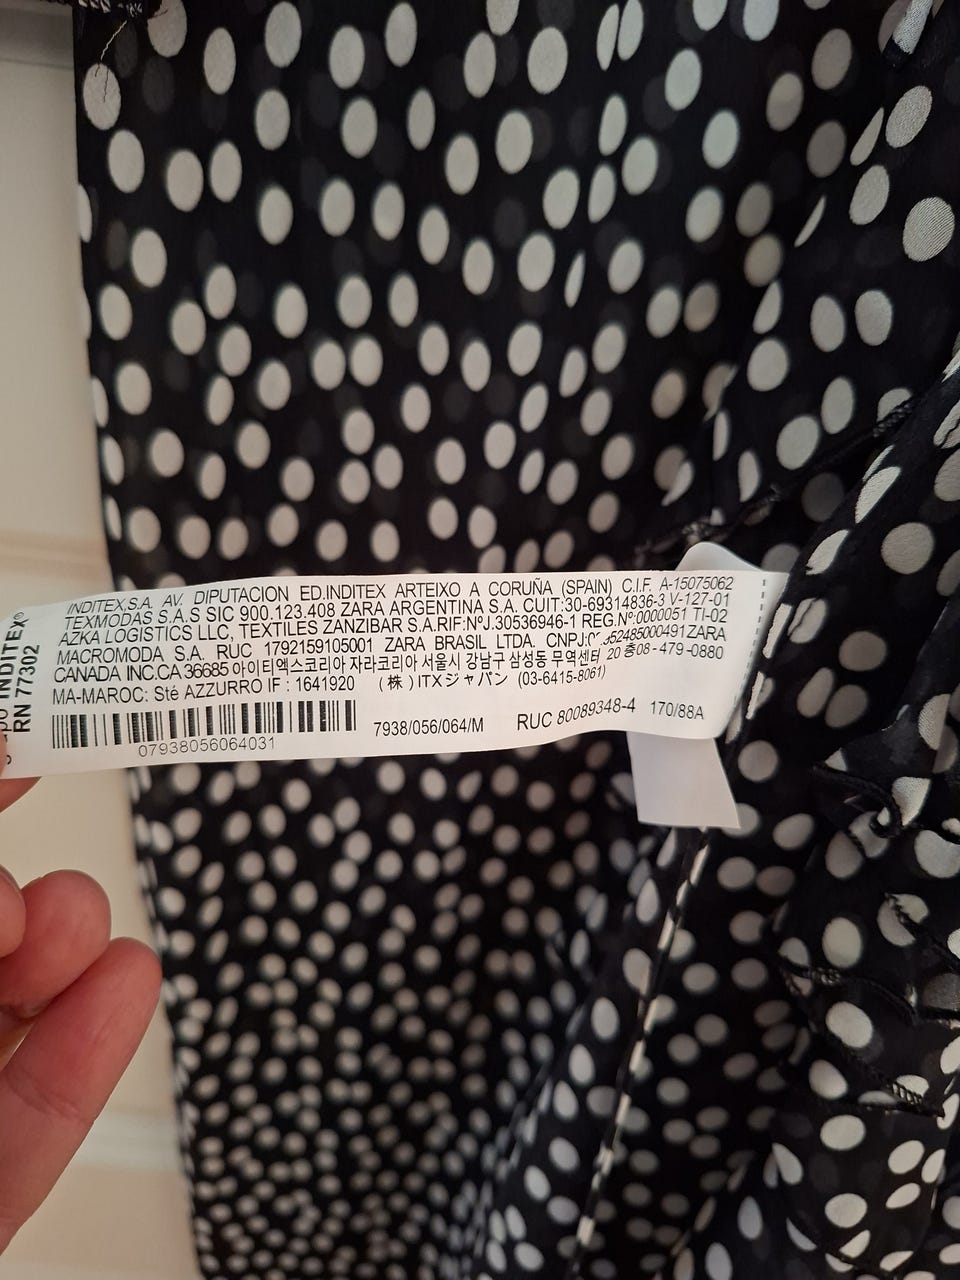 INDITEX®
RN 77302
INDITEX,S.A. AV. DIPUTACION ED.INDITEX ARTEIXO A CORUÑA (SPAIN) C.I.F. A-15075062
TEXMODAS S.A.S SIC 900.123.408 ZARA ARGENTINA S.A. CUIT:30-69314836-3 V-127-01
AZKA LOGISTICS LLC, TEXTILES ZANZIBAR S.A.RIF:NºJ.30536946-1 REG.Nº:0000051 TI-02
MACROMODA S.A. RUC 1792159105001 ZARA BRASIL LTDA. CNPJ: ZARA
CANADA INC.CA 36685 아이티엑스코리아 자라코리아 서울시 강남구 삼성동 무역센터 20 층08-479-0880
MA-MAROC: Sté AZZURRO IF : 1641920 (株)ITXジャパン (03-6415-8061)
07938056064031
7938/056/064/M RUC 80089348-4 170/88A